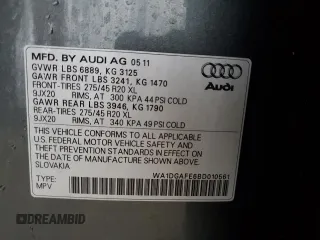 MFD. BY AUDI AG 05 11
GVWR LBS 6889, KG 3125
GAWR FRONT LBS 3241, KG 1470
FRONT-TIRES 275/45 R20 XL
9JX20 RIMS, AT 300 KPA 44 PSI COLD
GAWR REAR LBS 3946, KG 1790
REAR-TIRES 275/45 R20 XL
9JX20 RIMS, AT 340 KPA 49 PSI COLD
Audi
THIS VEHICLE CONFORMS TO ALL APPLICABLE
U.S. FEDERAL MOTOR VEHICLE SAFETY
STANDARDS IN EFFECT ON THE DATE OF
MANUFACTURE SHOWN ABOVE.
SLOVAKIA
TYPE: WA1DGAFE8BD010561
MPV
DREAMBID